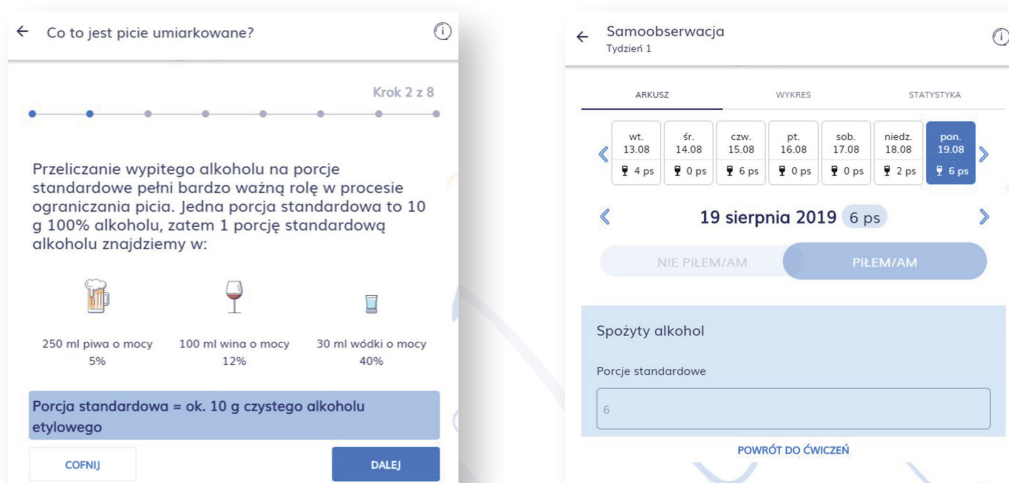 Co to jest picie umiarkowane?
Krok 2 z 8
Przeliczanie wypitego alkoholu na porcje
standardowe pełni bardzo ważną rolę w procesie
ograniczania picia. Jedna porcja standardowa to 10
g 100% alkoholu, zatem 1 porcję standardową
alkoholu znajdziemy w:
250 ml piwa o mocy 5%
100 ml wina o mocy 12%
30 ml wódki o mocy 40%
Porcja standardowa = ok. 10 g czystego alkoholu
etylowego
COFNIJ
DALEJ
Samoobserwacja
Tydzień 1
ARKUSZ WYKRES STATYSTYKA
wt. śr. czw. pt. sob. niedz. pon.
13.08 14.08 15.08 16.08 17.08 18.08 19.08
4 ps 0 ps 6 ps 0 ps 0 ps 2 ps 6 ps
19 sierpnia 2019 6 ps
NIE PIŁEM/AM PIŁEM/AM
Spożyty alkohol
Porcje standardowe
6
POWRÓT DO ĆWICZEŃ